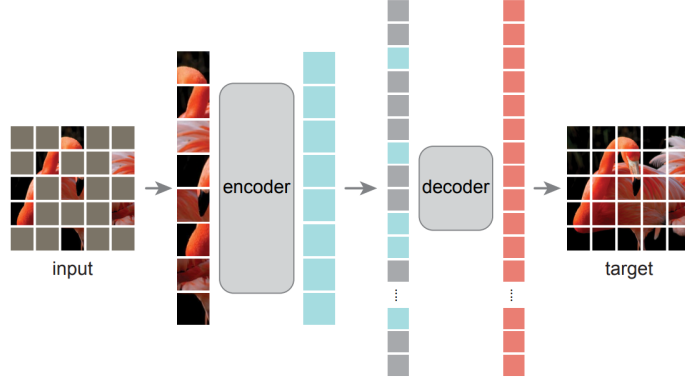 input
encoder
decoder
target